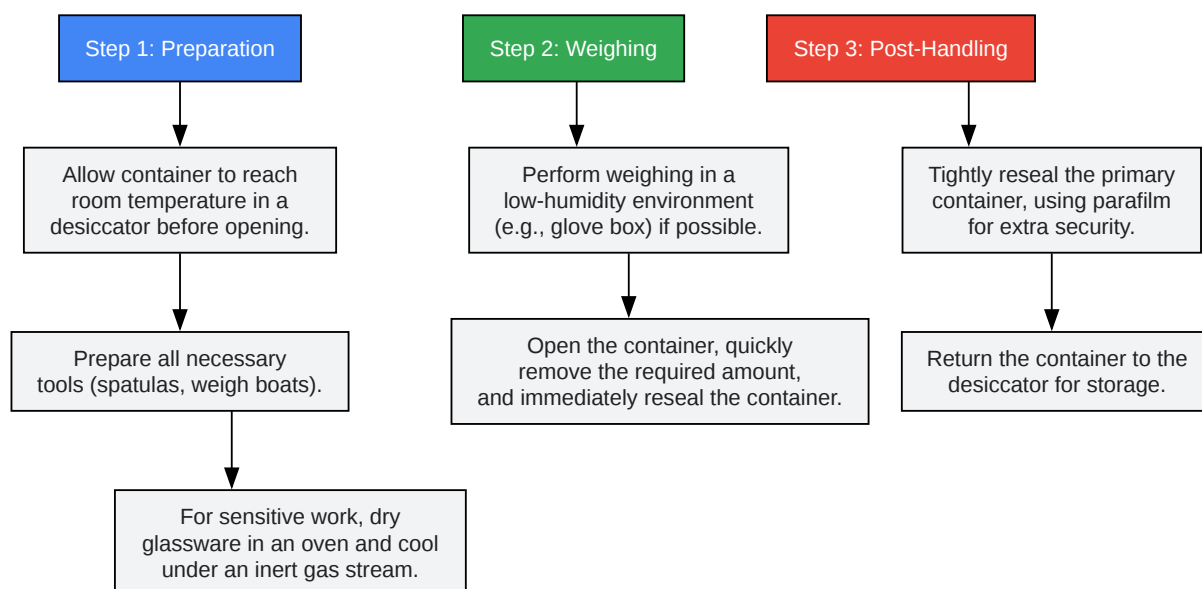 Step 1: Preparation
Allow container to reach
room temperature in a
desiccator before opening.
Prepare all necessary
tools (spatulas, weigh boats).
For sensitive work, dry
glassware in an oven and cool
under an inert gas stream.
Step 2: Weighing
Perform weighing in a
low-humidity environment
(e.g., glove box) if possible.
Open the container, quickly
remove the required amount,
and immediately reseal the container.
Step 3: Post-Handling
Tightly reseal the primary
container, using parafilm
for extra security.
Return the container to the
desiccator for storage.